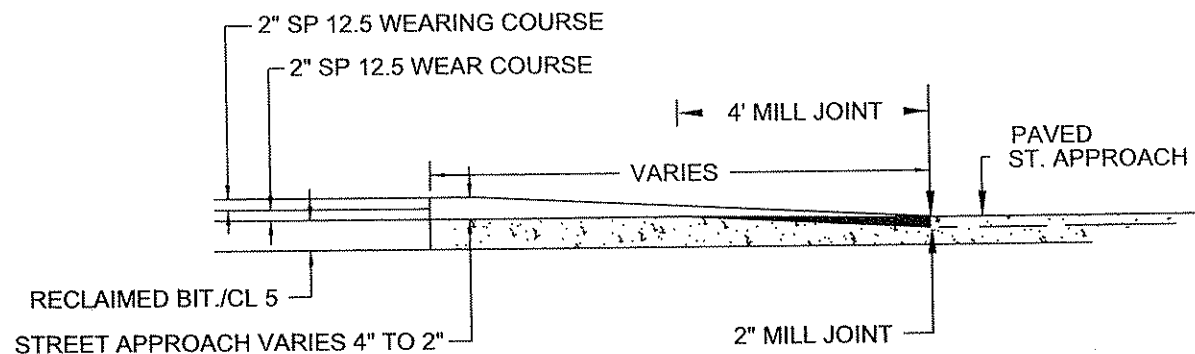 2" SP 12.5 WEARING COURSE
2" SP 12.5 WEAR COURSE
4' MILL JOINT
PAVED
ST. APPROACH
VARIES
RECLAIMED BIT./CL 5
STREET APPROACH VARIES 4" TO 2"
2" MILL JOINT